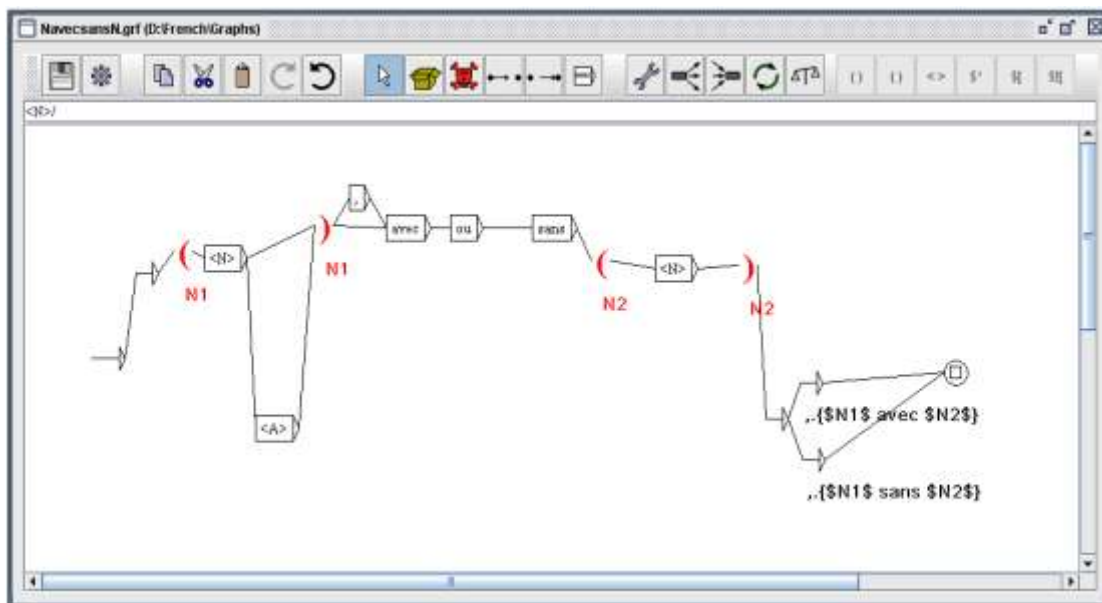 NavecsansN.grf (D:\French\Graphs)
( ) ( ) < >
<N>/
,
avec ou sans
<N> <N>
N1 N1 N2 N2
<A>
,.{$N1$ avec $N2$}
,.{$N1$ sans $N2$}